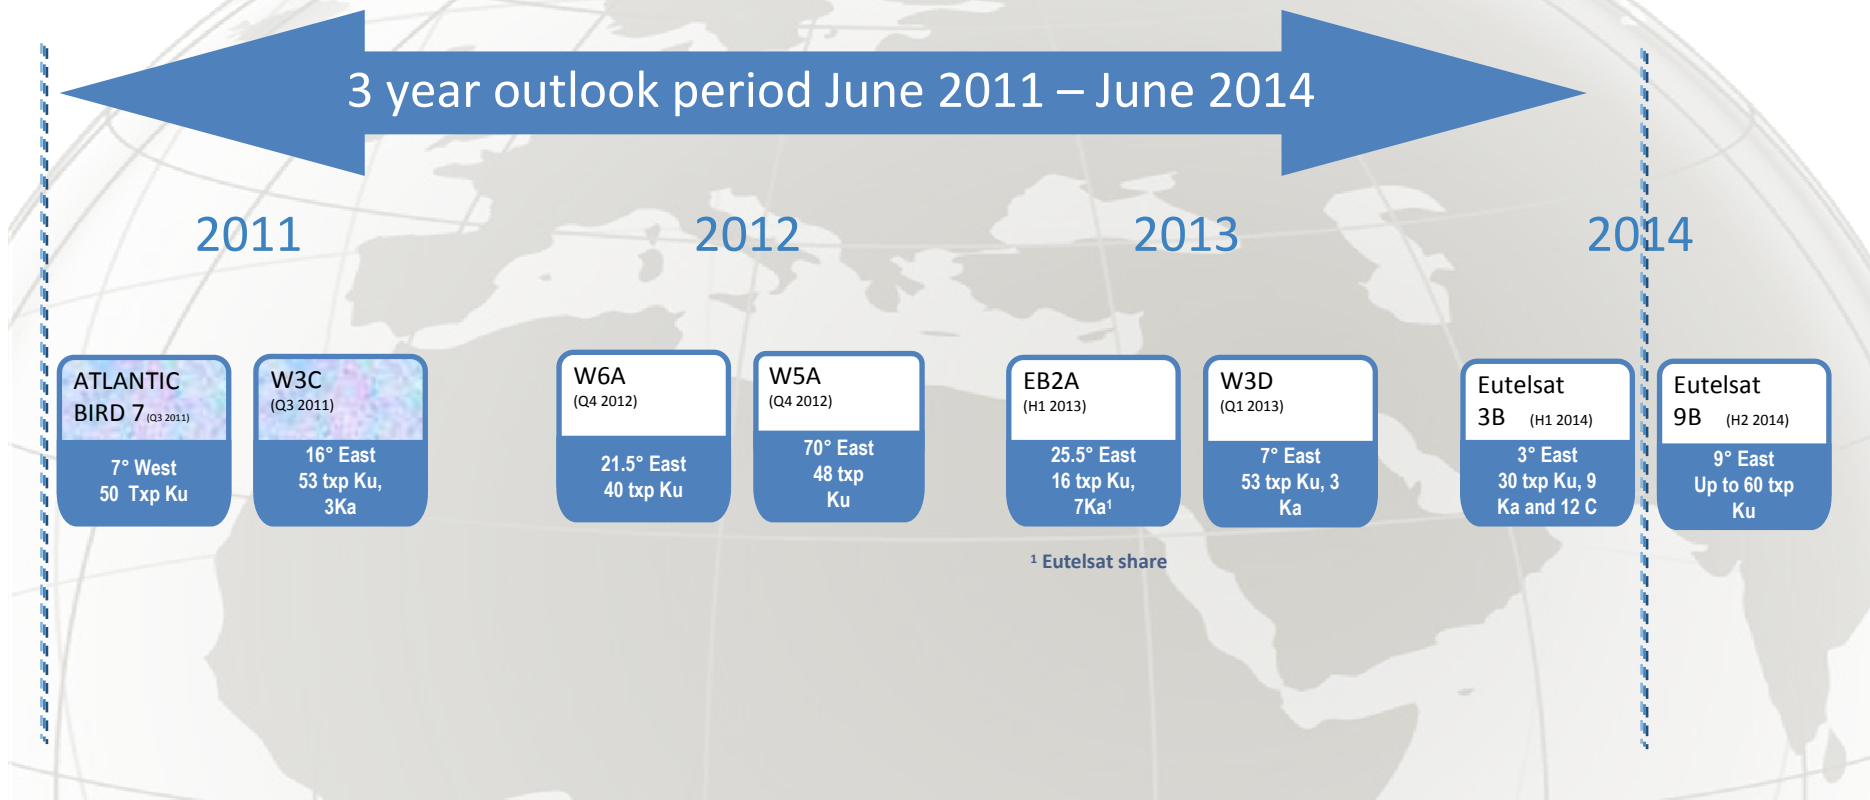 3 year outlook period June 2011 – June 2014
2011
2012
2013
2014
ATLANTIC
BIRD 7 (Q3 2011)
7° West
50 Txp Ku
W3C
(Q3 2011)
16° East
53 txp Ku,
3Ka
W6A
(Q4 2012)
21.5° East
40 txp Ku
W5A
(Q4 2012)
70° East
48 txp
Ku
EB2A
(H1 2013)
25.5° East
16 txp Ku,
7Ka¹
W3D
(Q1 2013)
7° East
53 txp Ku, 3
Ka
Eutelsat
3B (H1 2014)
3° East
30 txp Ku, 9
Ka and 12 C
Eutelsat
9B (H2 2014)
9° East
Up to 60 txp
Ku
¹ Eutelsat share